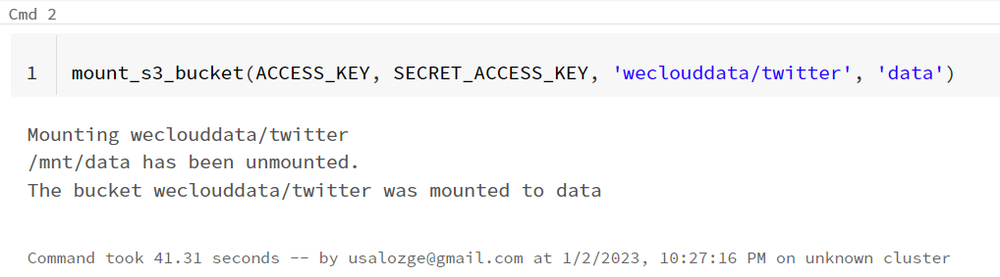 Cmd 2
1 mount_s3_bucket(ACCESS_KEY, SECRET_ACCESS_KEY, 'weclouddata/twitter', 'data')
Mounting weclouddata/twitter
/mnt/data has been unmounted.
The bucket weclouddata/twitter was mounted to data
Command took 41.31 seconds -- by usalozge@gmail.com at 1/2/2023, 10:27:16 PM on unknown cluster